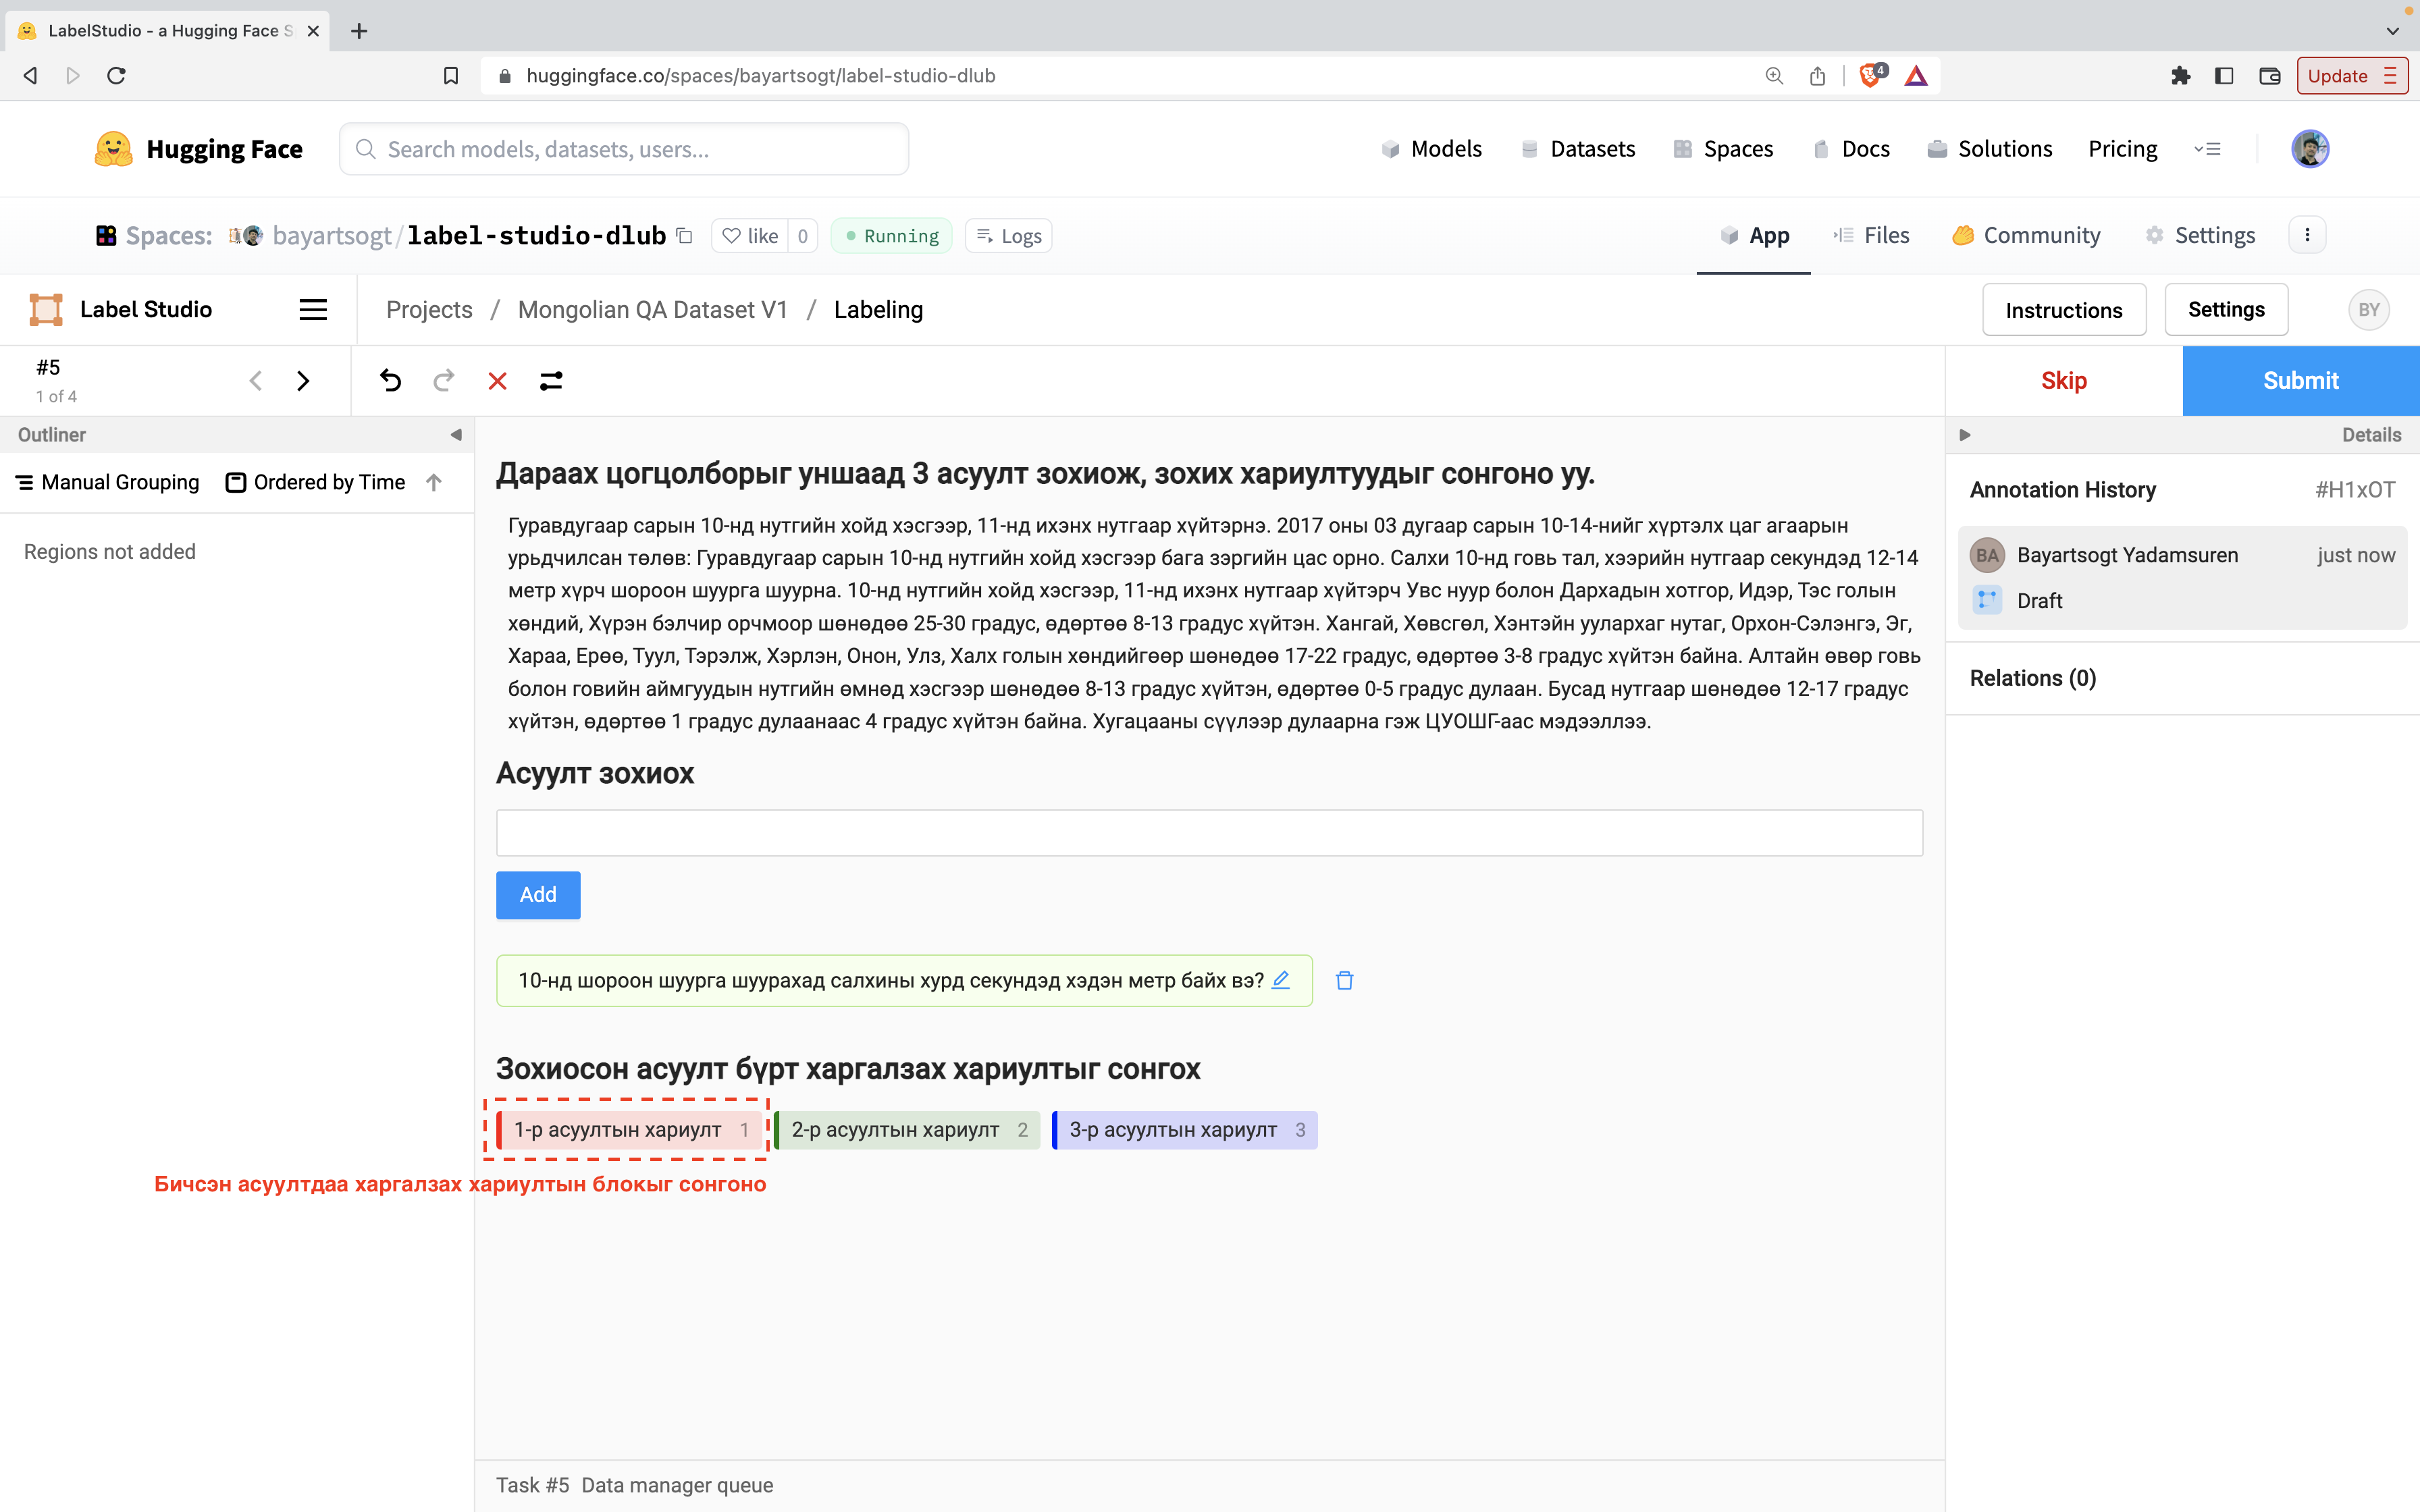 LabelStudio - a Hugging Face S
huggingface.co/spaces/bayartsogt/label-studio-dlub
4
Update
Hugging Face
Search models, datasets, users...
Models
Datasets
Spaces
Docs
Solutions
Pricing
Spaces:
bayartsogt/label-studio-dlub
like
0
Running
Logs
App
Files
Community
Settings
Label Studio
Projects / Mongolian QA Dataset V1 / Labeling
Instructions
Settings
BY
#5
1 of 4
Skip
Submit
Outliner
Details
Manual Grouping
Ordered by Time
Regions not added
Дараах цогцолборыг уншаад 3 асуулт зохиож, зохих хариултуудыг сонгоно уу.
Гуравдугаар сарын 10-нд нутгийн хойд хэсгээр, 11-нд ихэнх нутгаар хүйтэрнэ. 2017 оны 03 дугаар сарын 10-14-нийг хүртэлх цаг агаарын
урьдчилсан төлөв: Гуравдугаар сарын 10-нд нутгийн хойд хэсгээр бага зэргийн цас орно. Салхи 10-нд говь тал, хээрийн нутгаар секундэд 12-14
метр хүрч шороон шуурга шуурна. 10-нд нутгийн хойд хэсгээр, 11-нд ихэнх нутгаар хүйтэрч Увс нуур болон Дархадын хотгор, Идэр, Тэс голын
хөндий, Хүрэн бэлчир орчмоор шөнөдөө 25-30 градус, өдөртөө 8-13 градус хүйтэн. Хангай, Хөвсгөл, Хэнтэйн уулархаг нутаг, Орхон-Сэлэнгэ, Эг,
Хараа, Ерөө, Туул, Тэрэлж, Хэрлэн, Онон, Улз, Халх голын хөндийгөөр шөнөдөө 17-22 градус, өдөртөө 3-8 градус хүйтэн байна. Алтайн өвөр говь
болон говийн аймгуудын нутгийн өмнөд хэсгээр шөнөдөө 8-13 градус хүйтэн, өдөртөө 0-5 градус дулаан. Бусад нутгаар шөнөдөө 12-17 градус
хүйтэн, өдөртөө 1 градус дулаанаас 4 градус хүйтэн байна. Хугацааны сүүлээр дулаарна гэж ЦУОШГ-аас мэдээллээ.
Асуулт зохиох
Add
10-нд шороон шуурга шуурахад салхины хурд секундэд хэдэн метр байх вэ?
Зохиосон асуулт бүрт харгалзах хариултыг сонгох
1-р асуултын хариулт 1
2-р асуултын хариулт 2
3-р асуултын хариулт 3
Бичсэн асуултдаа харгалзах хариултын блокыг сонгоно
Annotation History
#H1xOT
BA
Bayartsogt Yadamsuren
just now
Draft
Relations (0)
Task #5 Data manager queue